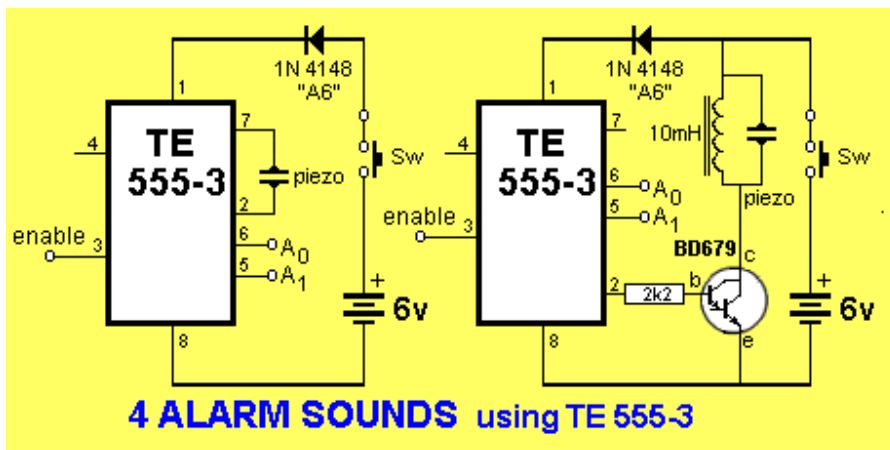 1N 4148
"A6"
1
TE
555-3
7
4
piezo
Sw
2
enable
3
6
A0
5
A1
+
6v
8
1N 4148
"A6"
1
TE
555-3
7
10mH
4
Sw
6
A0
5
A1
piezo
enable
3
BD679
c
2
2k2
b
+
6v
e
8
4 ALARM SOUNDS using TE 555-3